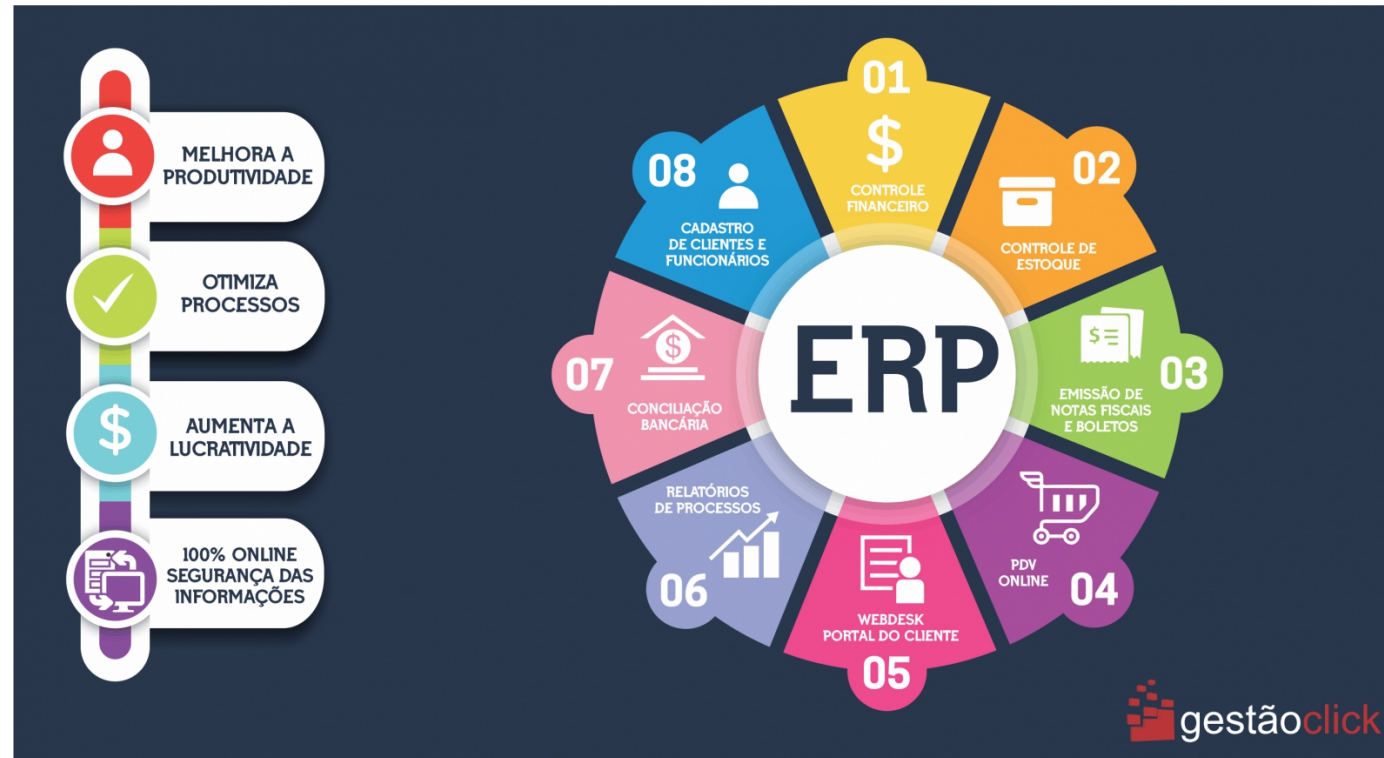 MELHORA A
PRODUTIVIDADE
OTIMIZA
PROCESSOS
$
AUMENTA A
LUCRATIVIDADE
100% ONLINE
SEGURANÇA DAS
INFORMAÇÕES
ERP
01
$
CONTROLE
FINANCEIRO
02
CONTROLE DE
ESTOQUE
03
$
EMISSÃO DE
NOTAS FISCAIS
E BOLETOS
04
PDV
ONLINE
WEBDESK
PORTAL DO CLIENTE
05
RELATÓRIOS
DE PROCESSOS
06
07
$
CONCILIAÇÃO
BANCÁRIA
08
CADASTRO
DE CLIENTES E
FUNCIONÁRIOS
gestãoclick